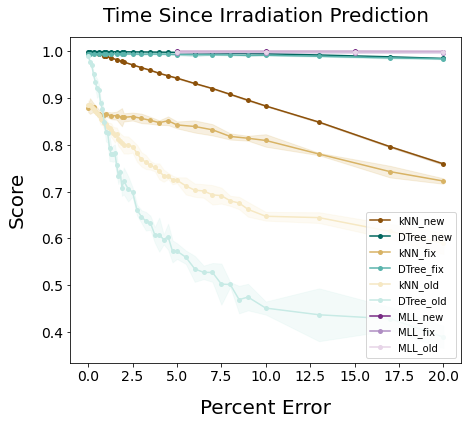 Time Since Irradiation Prediction
Score
1.0
0.9
0.8
0.7
0.6
0.5
0.4
kNN_new
DTree_new
kNN_fix
DTree_fix
kNN_old
DTree_old
MLL_new
MLL_fix
MLL_old
0.0 2.5 5.0 7.5 10.0 12.5 15.0 17.5 20.0
Percent Error